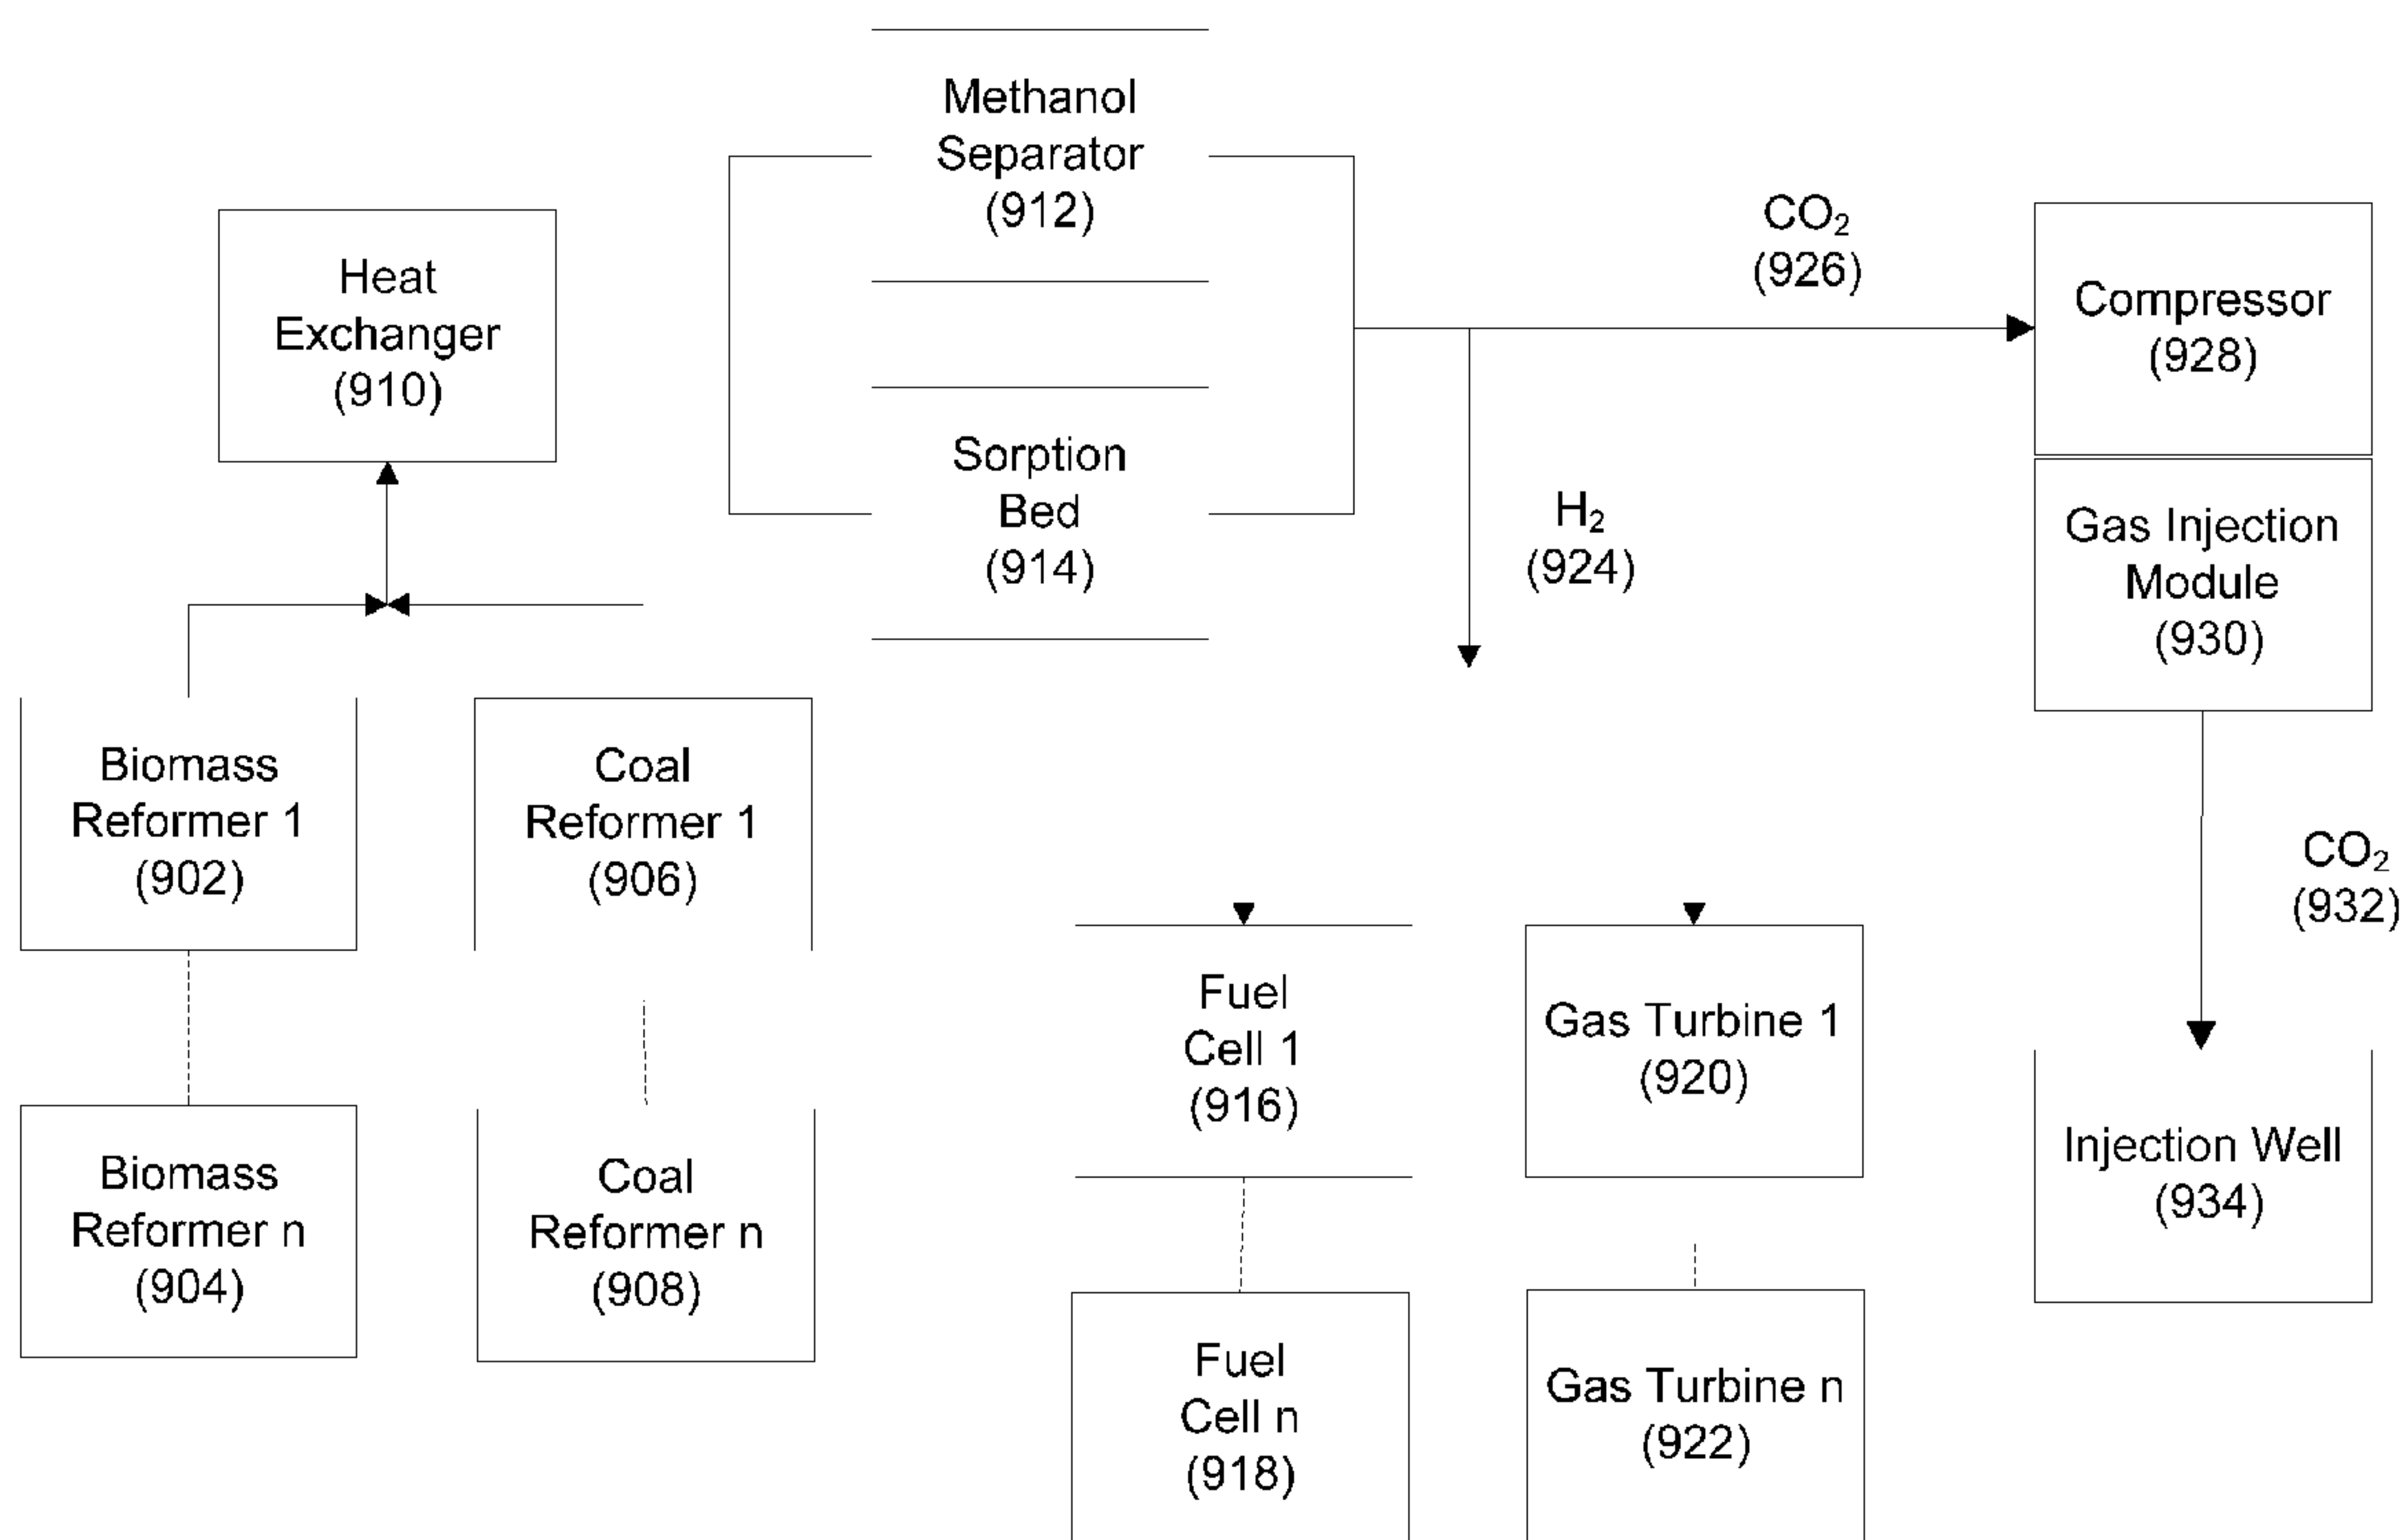 Methanol
Separator
(912)
Heat
Exchanger
(910)
CO₂
(926)
Compressor
(928)
Sorption
Bed
(914)
H₂
(924)
Gas Injection
Module
(930)
Biomass
Reformer 1
(902)
Coal
Reformer 1
(906)
CO₂
(932)
Fuel
Cell 1
(916)
Gas Turbine 1
(920)
Injection Well
(934)
Biomass
Reformer n
(904)
Coal
Reformer n
(908)
Fuel
Cell n
(918)
Gas Turbine n
(922)